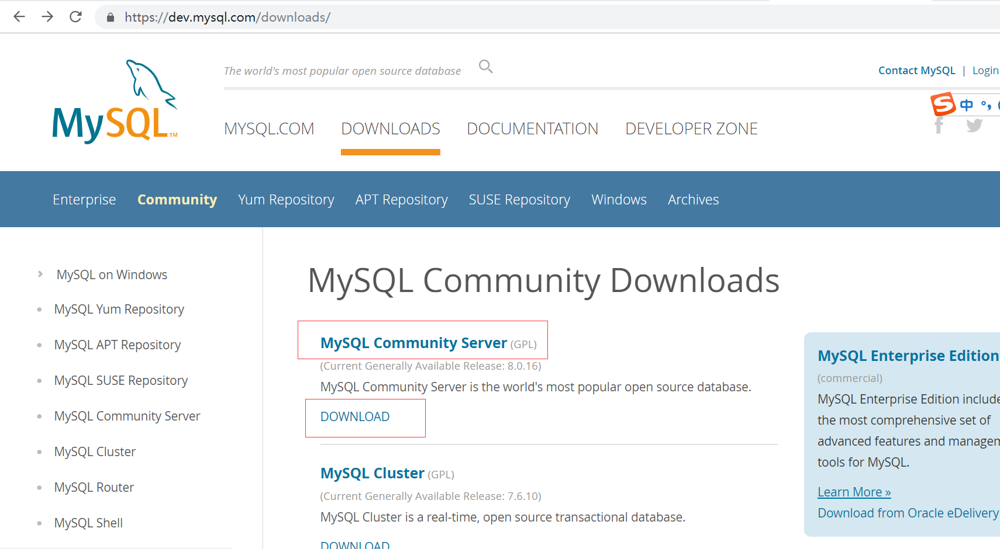 https://dev.mysql.com/downloads/
The world's most popular open source database
Contact MySQL | Login
中 °，
MySQL™
MYSQL.COM DOWNLOADS DOCUMENTATION DEVELOPER ZONE
Enterprise Community Yum Repository APT Repository SUSE Repository Windows Archives
MySQL on Windows
MySQL Yum Repository
MySQL APT Repository
MySQL SUSE Repository
MySQL Community Server
MySQL Cluster
MySQL Router
MySQL Shell
MySQL Community Downloads
MySQL Community Server (GPL)
(Current Generally Available Release: 8.0.16)
MySQL Community Server is the world's most popular open source database.
DOWNLOAD
MySQL Cluster (GPL)
(Current Generally Available Release: 7.6.10)
MySQL Cluster is a real-time, open source transactional database.
DOWNLOAD
MySQL Enterprise Edition
(commercial)
MySQL Enterprise Edition include
the most comprehensive set of
advanced features and managem
tools for MySQL.
Learn More »
Download from Oracle eDelivery